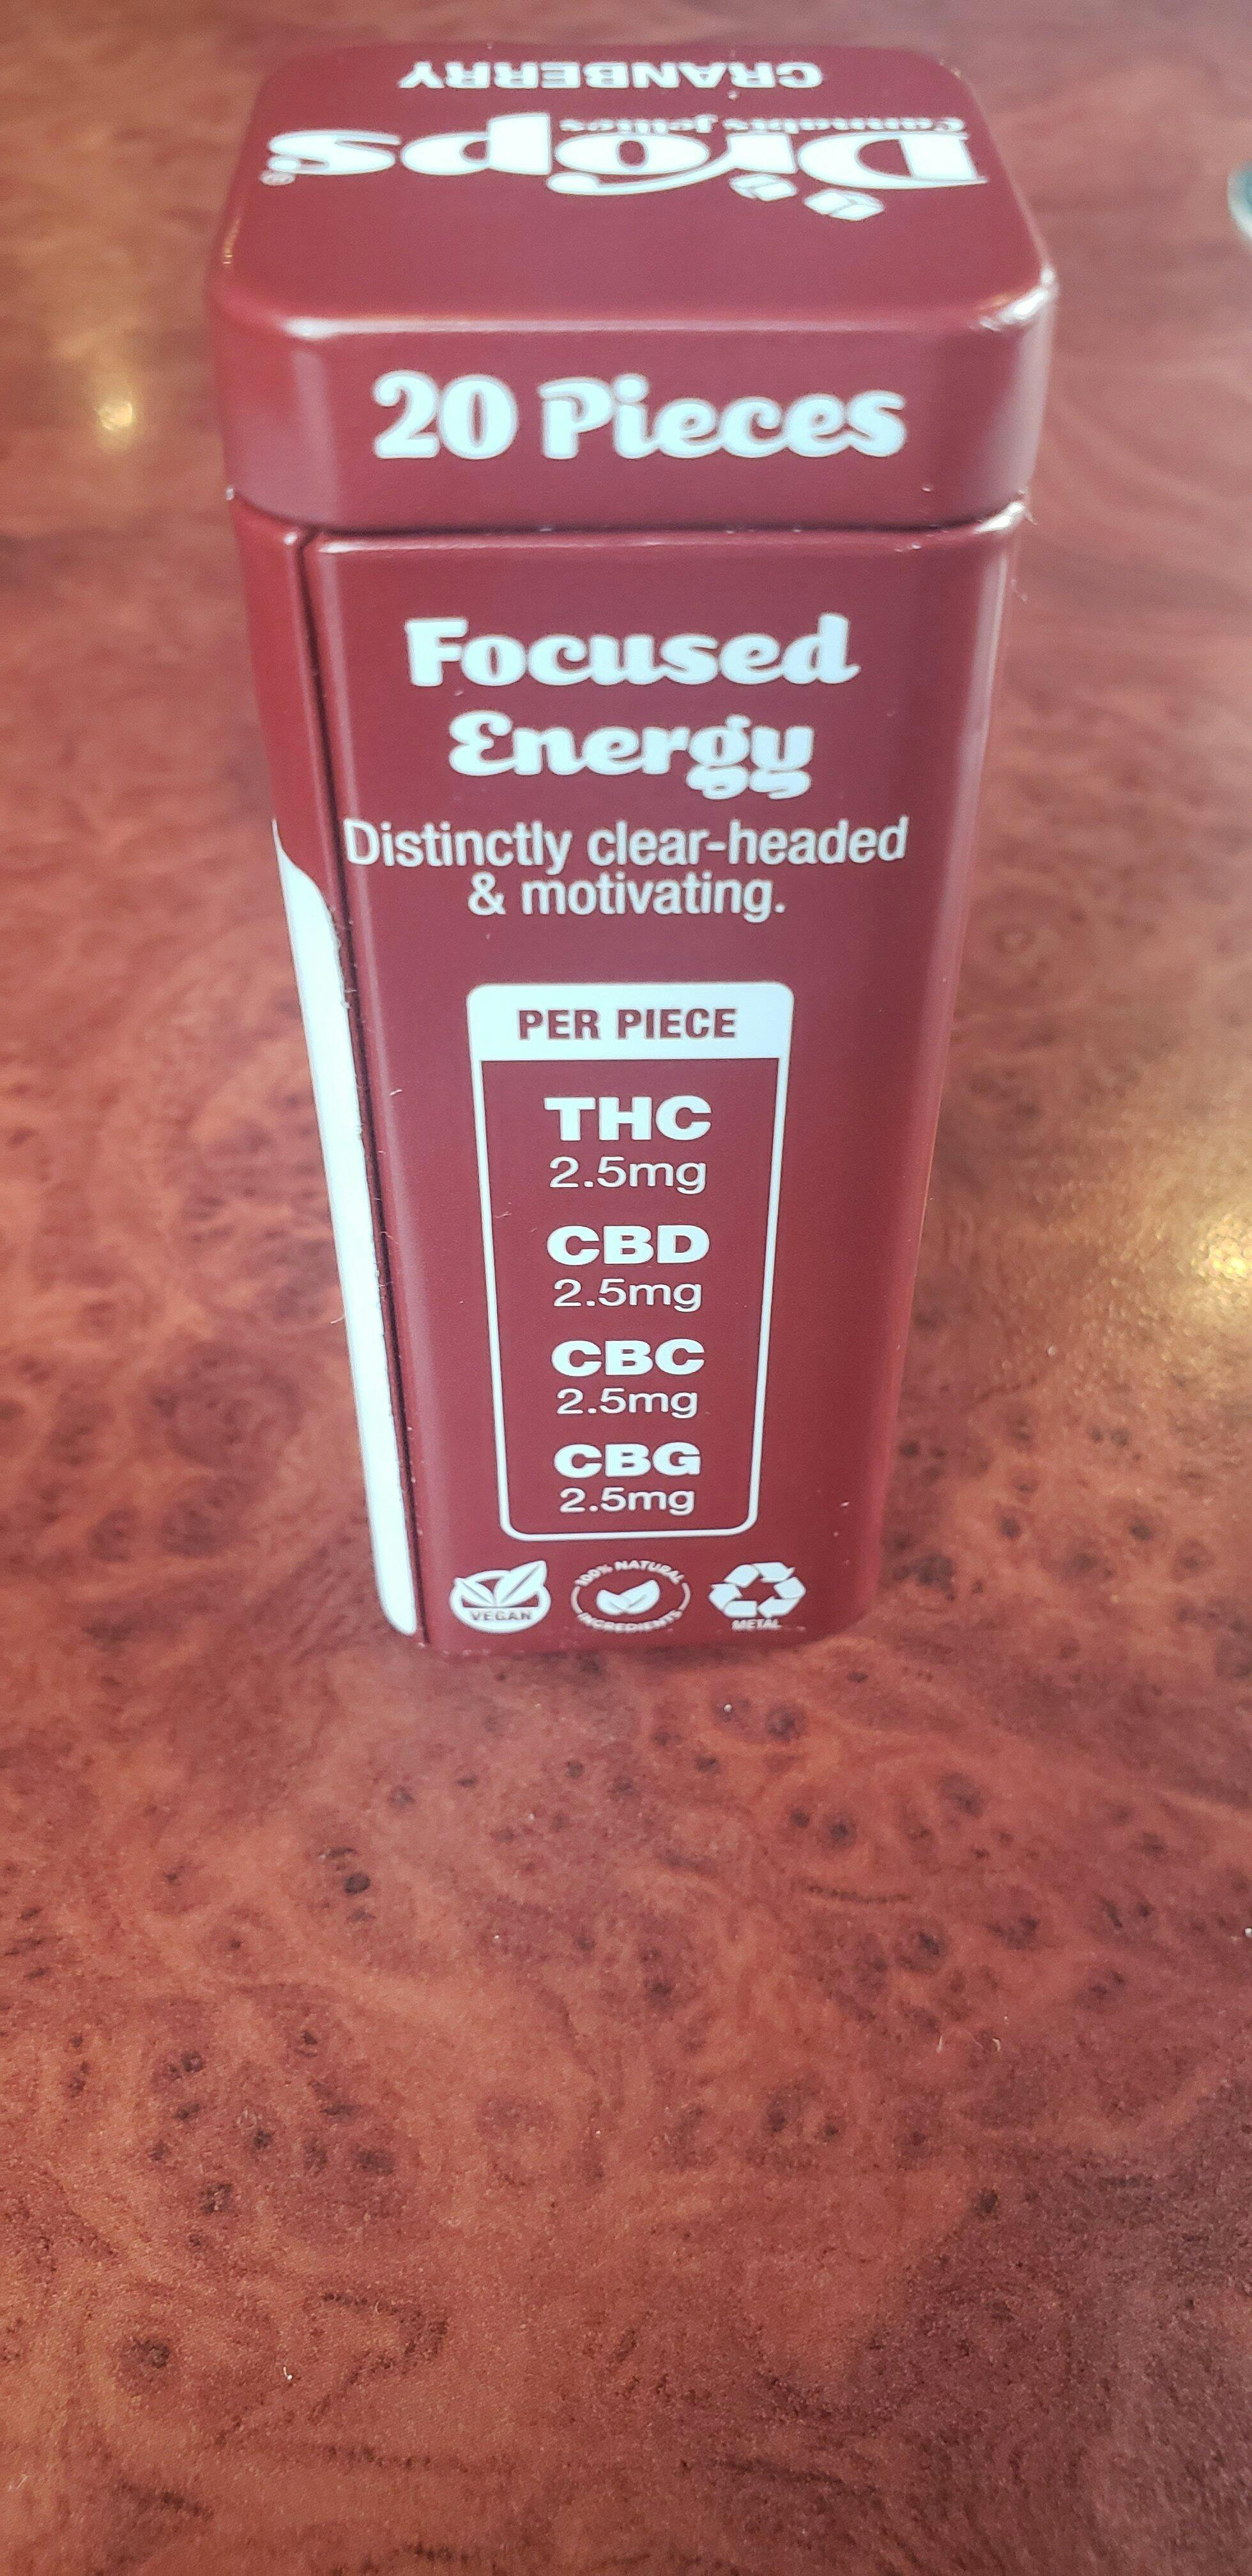 CRANBERRY
Cannabis Jellies
Drops®
20 Pieces
Focused
Energy
Distinctly clear-headed
& motivating.
PER PIECE
THC
2.5mg
CBD
2.5mg
CBC
2.5mg
CBG
2.5mg
VEGAN
100% NATURAL
INGREDIENTS
METAL